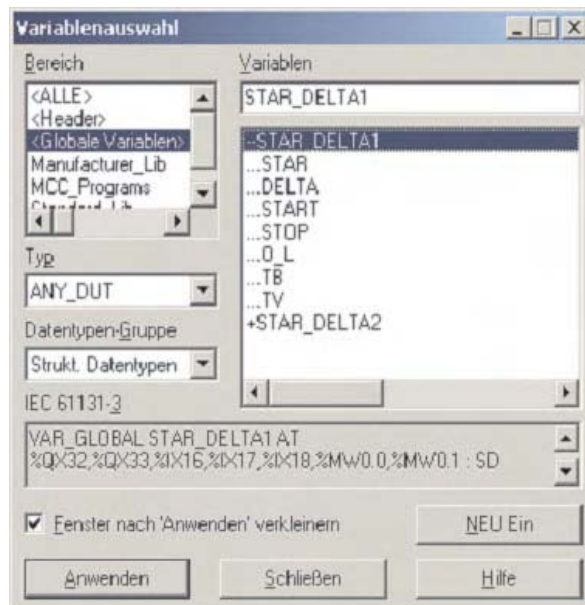 Variablenauswahl
Bereich
<ALLE>
<Header>
<Globale Variablen>
Manufacturer_Lib
MCC_Programs
Standard_Lib
Typ
ANY_DUT
Datentypen-Gruppe
Strukt. Datentypen
Variablen
STAR_DELTA1
--STAR_DELTA1
...STAR
...DELTA
...START
...STOP
...O_L
...TB
...TV
+STAR_DELTA2
IEC 61131-3
VAR_GLOBAL STAR_DELTA1 AT
%QX32,%QX33,%IX16,%IX17,%IX18,%MW0.0,%MW0.1 : SD
Fenster nach 'Anwenden' verkleinern
NEU Ein
Anwenden
Schließen
Hilfe